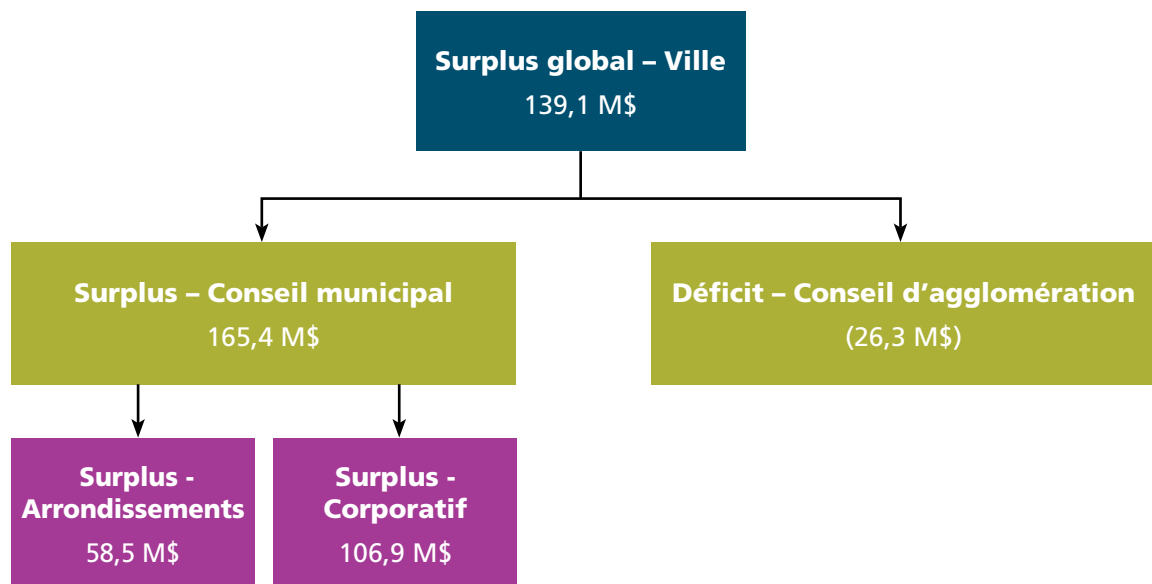 Surplus global – Ville
139,1 M$
Surplus – Conseil municipal
165,4 M$
Déficit – Conseil d’agglomération
(26,3 M$)
Surplus -
Arrondissements
58,5 M$
Surplus -
Corporatif
106,9 M$